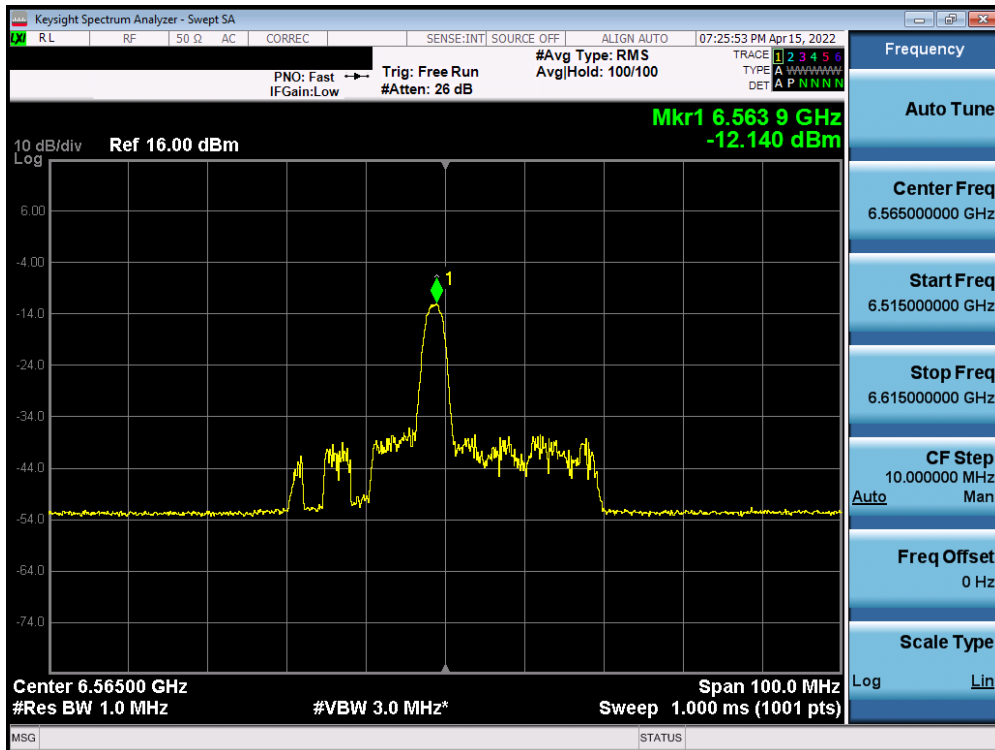 Keysight Spectrum Analyzer - Swept SA
LXI RL RF 50 Ω AC CORREC SENSE:INT SOURCE OFF ALIGN AUTO 07:25:53 PM Apr 15, 2022
PNO: Fast Trig: Free Run #Avg Type: RMS TRACE 1 2 3 4 5 6
IFGain:Low #Atten: 26 dB Avg|Hold: 100/100 TYPE A WWWWW
DET A P N N N N
Mkr1 6.563 9 GHz
-12.140 dBm
10 dB/div Ref 16.00 dBm
Log
6.00
-4.00
1
-14.0
-24.0
-34.0
-44.0
-54.0
-64.0
-74.0
Center 6.56500 GHz Span 100.0 MHz
#Res BW 1.0 MHz #VBW 3.0 MHz* Sweep 1.000 ms (1001 pts)
MSG STATUS
Frequency
Auto Tune
Center Freq
6.565000000 GHz
Start Freq
6.515000000 GHz
Stop Freq
6.615000000 GHz
CF Step
10.000000 MHz
Auto Man
Freq Offset
0 Hz
Scale Type
Log Lin